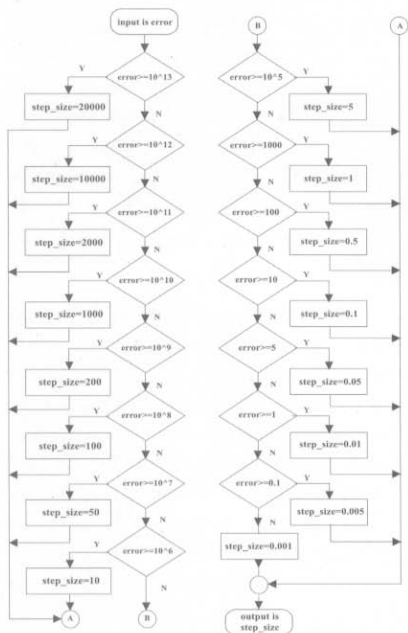 input is error
error>=10^13
Y
N
step_size=20000
error>=10^12
Y
N
step_size=10000
error>=10^11
Y
N
step_size=2000
error>=10^10
Y
N
step_size=1000
error>=10^9
Y
N
step_size=200
error>=10^8
Y
N
step_size=100
error>=10^7
Y
N
step_size=50
error>=10^6
Y
N
step_size=10
A
B
B
A
error>=10^5
Y
N
step_size=5
error>=1000
Y
N
step_size=1
error>=100
Y
N
step_size=0.5
error>=10
Y
N
step_size=0.1
error>=5
Y
N
step_size=0.05
error>=1
Y
N
step_size=0.01
error>=0.1
Y
N
step_size=0.005
step_size=0.001
output is
step_size